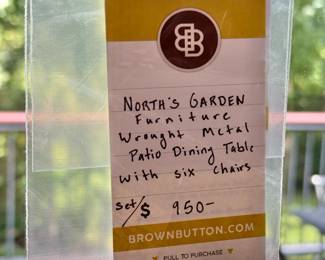 BB
NORTH'S GARDEN
Furniture
Wrought Metal
Patio Dining Table
with six chairs
set/$ 950-
BROWNBUTTON.COM
PULL TO PURCHASE